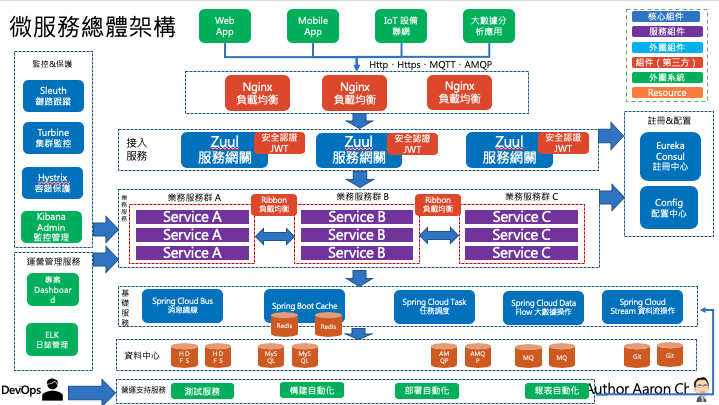 微服務總體架構
Web
App
Mobile
App
IoT 設備
聯網
大數據分
析應用
Http、Https、MQTT、AMQP
核心組件
服務組件
外圍組件
組件（第三方）
外圍系統
Resource
監控&保護
Sleuth
鏈路跟蹤
Turbine
集群監控
Hystrix
容錯保護
Kibana
Admin
監控管理
Nginx
負載均衡
Nginx
負載均衡
Nginx
負載均衡
接入
服務
Zuul
服務網關
安全認證
JWT
Zuul
服務網關
安全認證
JWT
Zuul
服務網關
安全認證
JWT
註冊&配置
Eureka
Consul
註冊中心
Config
配置中心
業務服務
業務服務群 A
Service A
Service A
Service A
Ribbon
負載均衡
業務服務群 B
Service B
Service B
Service B
Ribbon
負載均衡
業務服務群 C
Service C
Service C
Service C
運營管理服務
專案
Dashboar
d
ELK
日誌管理
基礎服務
Spring Cloud Bus
消息總線
Spring Boot Cache
Redis
Redis
Spring Cloud Task
任務調度
Spring Cloud Data
Flow 大數據操作
Spring Cloud
Stream 資料流操作
資料中心
HD
FS
HD
FS
MyS
QL
MyS
QL
AM
QP
AMQ
P
MQ
MQ
Git
Git
DevOps
營運支持服務
測試服務
構建自動化
部署自動化
報表自動化
Author Aaron Ch